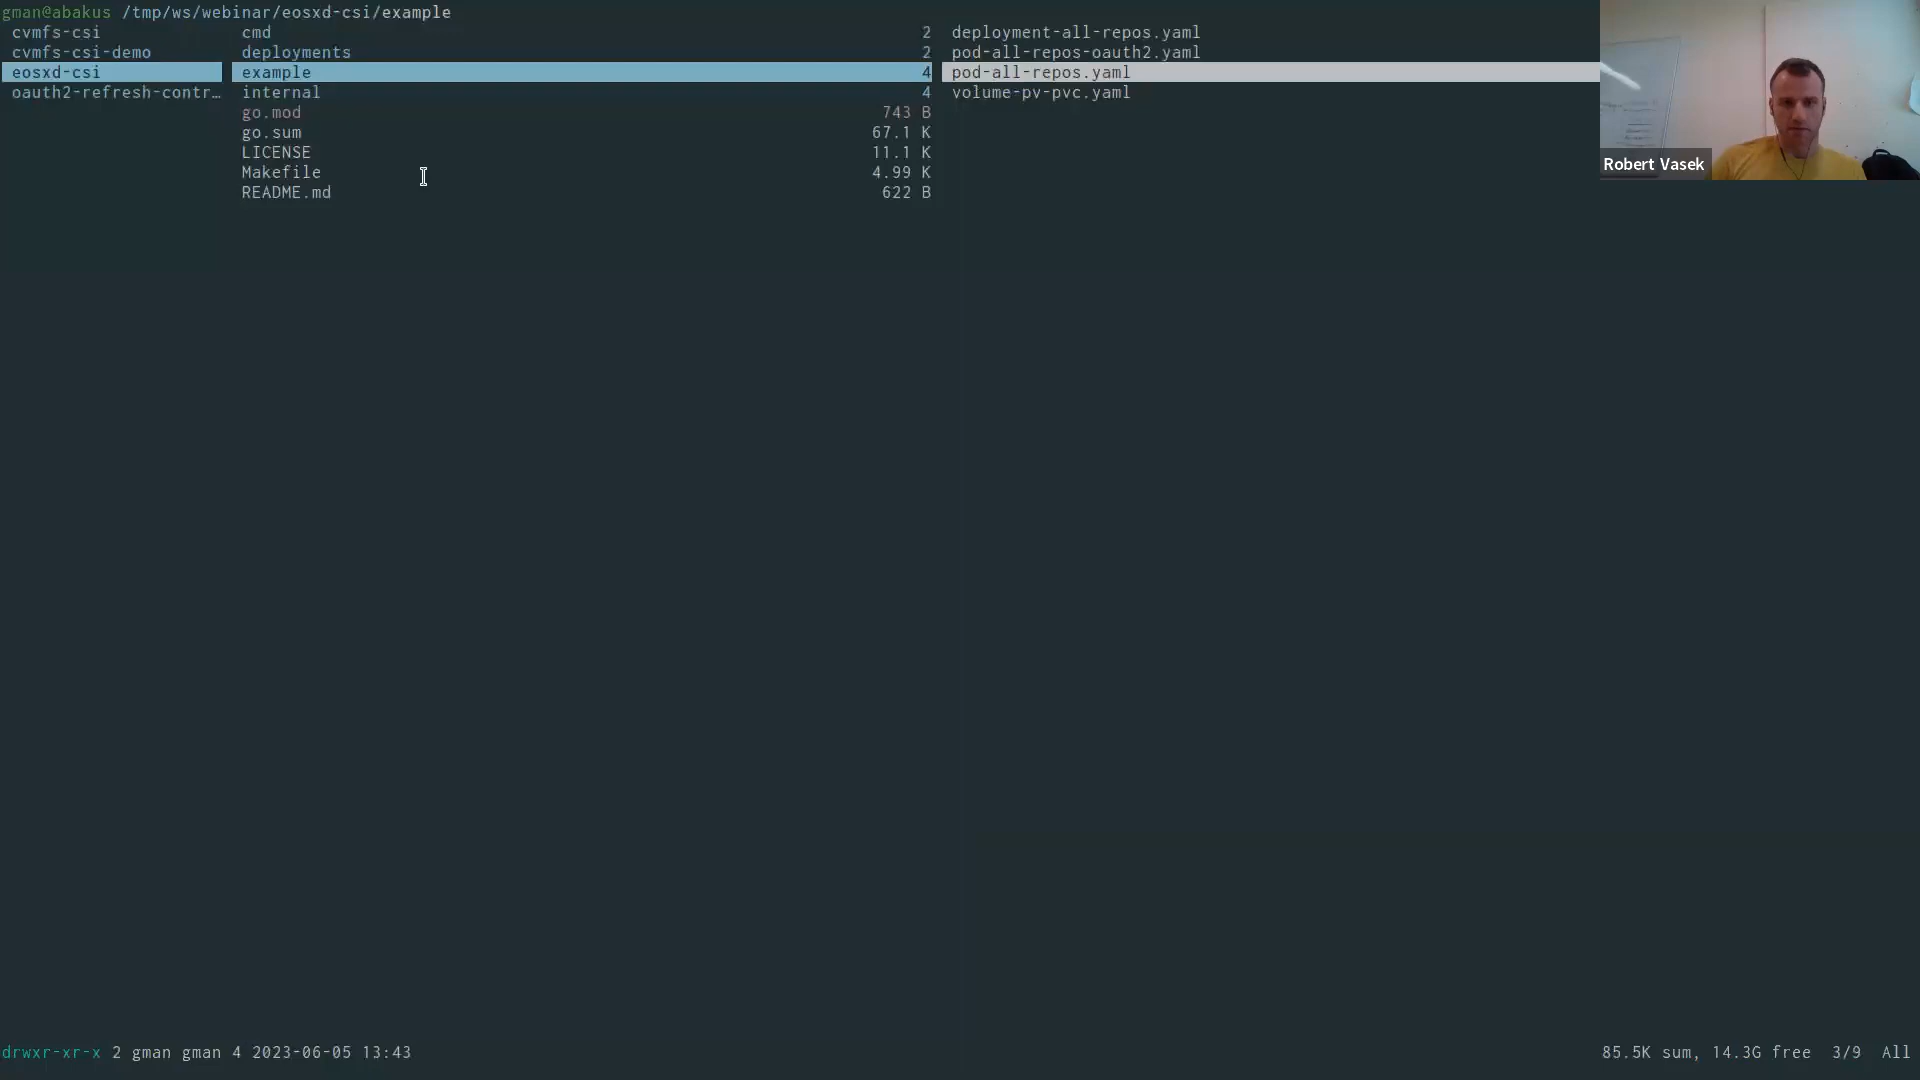 gman@abakus /tmp/ws/webinar/eosxd-csi/example
cvmfs-csi cmd 2 deployment-all-repos.yaml
cvmfs-csi-demo deployments 2 pod-all-repos-oauth2.yaml
eosxd-csi example 4 pod-all-repos.yaml
oauth2-refresh-contr… internal 4 volume-pv-pvc.yaml
go.mod 743 B
go.sum 67.1 K
LICENSE 11.1 K
Makefile 4.99 K
README.md 622 B
Robert Vasek
drwxr-xr-x 2 gman gman 4 2023-06-05 13:43 85.5K sum, 14.3G free 3/9 All